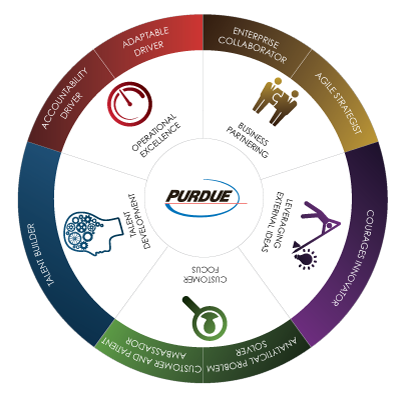 ENTERPRISE
COLLABORATOR
AGILE STRATEGIST
COURAGES INNOVATOR
ANALYTICAL PROBLEM
SOLVER
CUSTOMER AND PATIENT
AMBASSADOR
TALENT BUILDER
ACCOUNTABILITY
DRIVER
ADAPTABLE
DRIVER
BUSINESS
PARTNERING
LEVERAGING
EXTERNAL IDEAS
CUSTOMER
FOCUS
TALENT
DEVELOPMENT
OPERATIONAL
EXCELLENCE
PURDUE